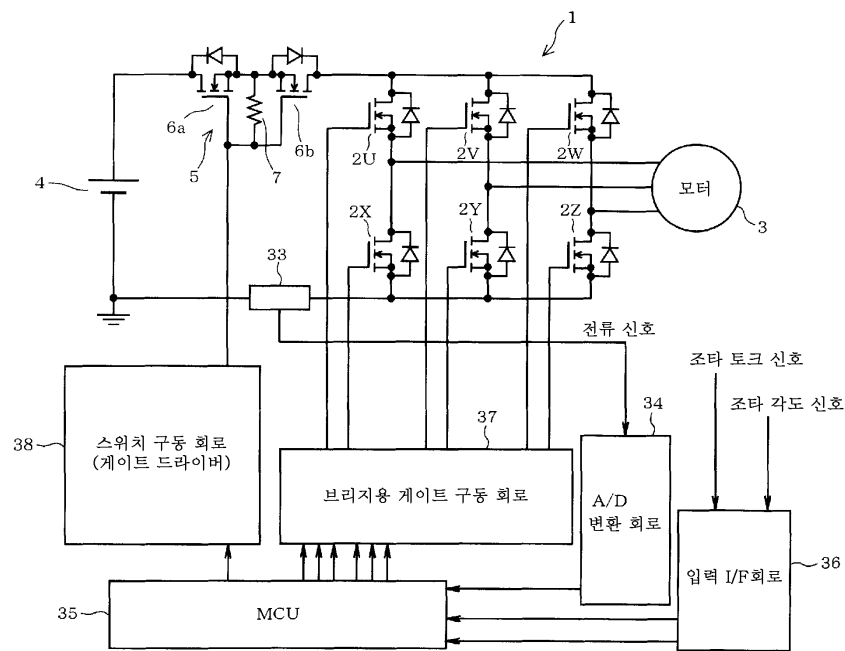 1
6a
5
7
6b
2U
2V
2W
4
모터
3
2X
2Y
2Z
33
전류 신호
조타 토크 신호
조타 각도 신호
34
37
38
스위치 구동 회로
(게이트 드라이버)
브리지용 게이트 구동 회로
A/D
변환 회로
입력 I/F회로
36
35
MCU